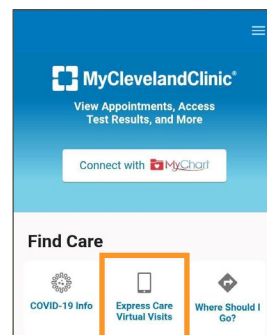 MyClevelandClinic®
View Appointments, Access
Test Results, and More
Connect with MyChart
Find Care
COVID-19 Info
Express Care
Virtual Visits
Where Should I
Go?